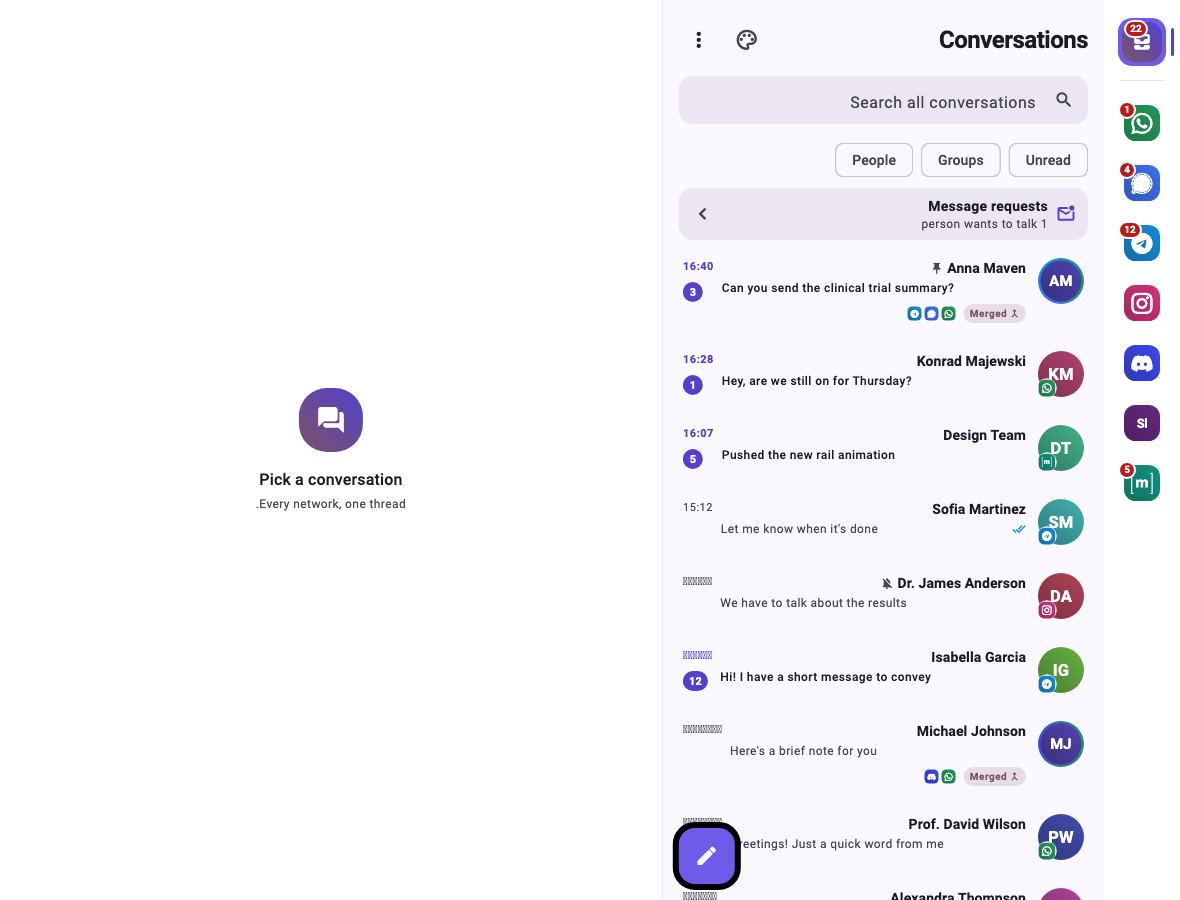 Conversations
22
Search all conversations
People
Groups
Unread
Message requests
person wants to talk 1
1
4
12
5
SI
[m]
AM
Anna Maven
16:40
Can you send the clinical trial summary?
3
Merged
KM
Konrad Majewski
16:28
Hey, are we still on for Thursday?
1
DT
Design Team
16:07
Pushed the new rail animation
5
[m]
SM
Sofia Martinez
15:12
Let me know when it's done
DA
Dr. James Anderson
We have to talk about the results
IG
Isabella Garcia
Hi! I have a short message to convey
12
MJ
Michael Johnson
Here's a brief note for you
Merged
PW
Prof. David Wilson
Just a quick word from me
Alexandra Thompson
Pick a conversation
.Every network, one thread